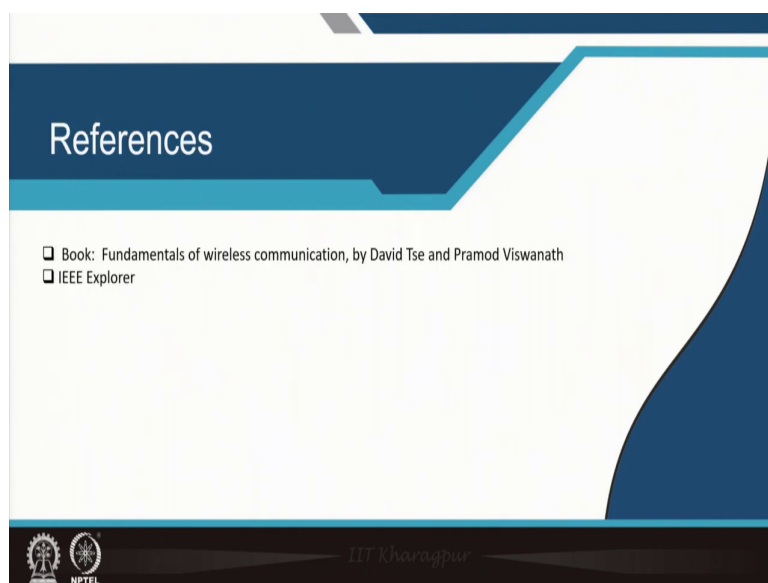 References
❑ Book: Fundamentals of wireless communication, by David Tse and Pramod Viswanath
❑ IEEE Explorer
IIT Kharagpur
NPTEL